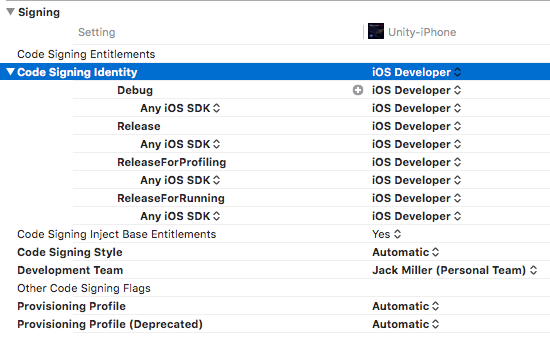 Signing
Setting Unity-iPhone
Code Signing Entitlements
Code Signing Identity iOS Developer
Debug iOS Developer
Any iOS SDK iOS Developer
Release iOS Developer
Any iOS SDK iOS Developer
ReleaseForProfiling iOS Developer
Any iOS SDK iOS Developer
ReleaseForRunning iOS Developer
Any iOS SDK iOS Developer
Code Signing Inject Base Entitlements Yes
Code Signing Style Automatic
Development Team Jack Miller (Personal Team)
Other Code Signing Flags
Provisioning Profile Automatic
Provisioning Profile (Deprecated) Automatic